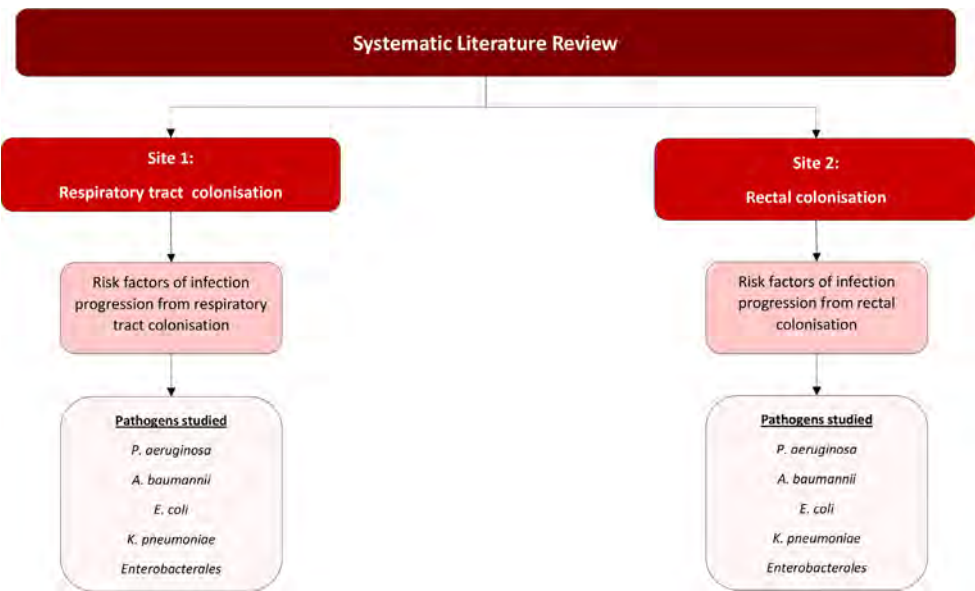 Systematic Literature Review
Site 1:
Respiratory tract colonisation
Risk factors of infection
progression from respiratory
tract colonisation
Pathogens studied
P. aeruginosa
A. baumannii
E. coli
K. pneumoniae
Enterobacterales
Site 2:
Rectal colonisation
Risk factors of infection
progression from rectal
colonisation
Pathogens studied
P. aeruginosa
A. baumannii
E. coli
K. pneumoniae
Enterobacterales